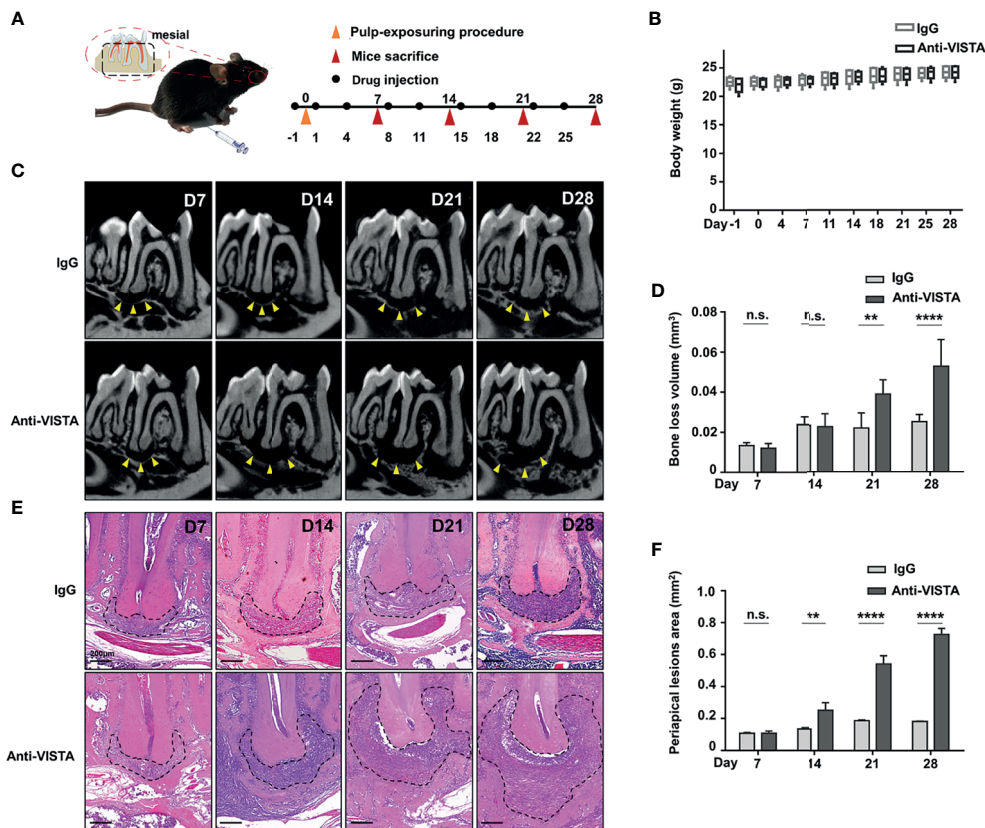 A
mesial
Pulp-exposuring procedure
Mice sacrifice
Drug injection
0 7 14 21 28
-1 1 4 8 11 15 18 22 25
B
IgG
Anti-VISTA
Body weight (g)
25
20
15
10
5
0
Day -1 0 4 7 11 14 18 21 25 28
C
D7 D14 D21 D28
IgG
Anti-VISTA
D
IgG
Anti-VISTA
Bone loss volume (mm³)
n.s. n.s. ** ****
0.08
0.06
0.04
0.02
0
Day 7 14 21 28
E
D7 D14 D21 D28
IgG
200μm
Anti-VISTA
F
IgG
Anti-VISTA
Periapical lesions area (mm²)
n.s. ** **** ****
1.0
0.8
0.6
0.4
0.2
0
Day 7 14 21 28